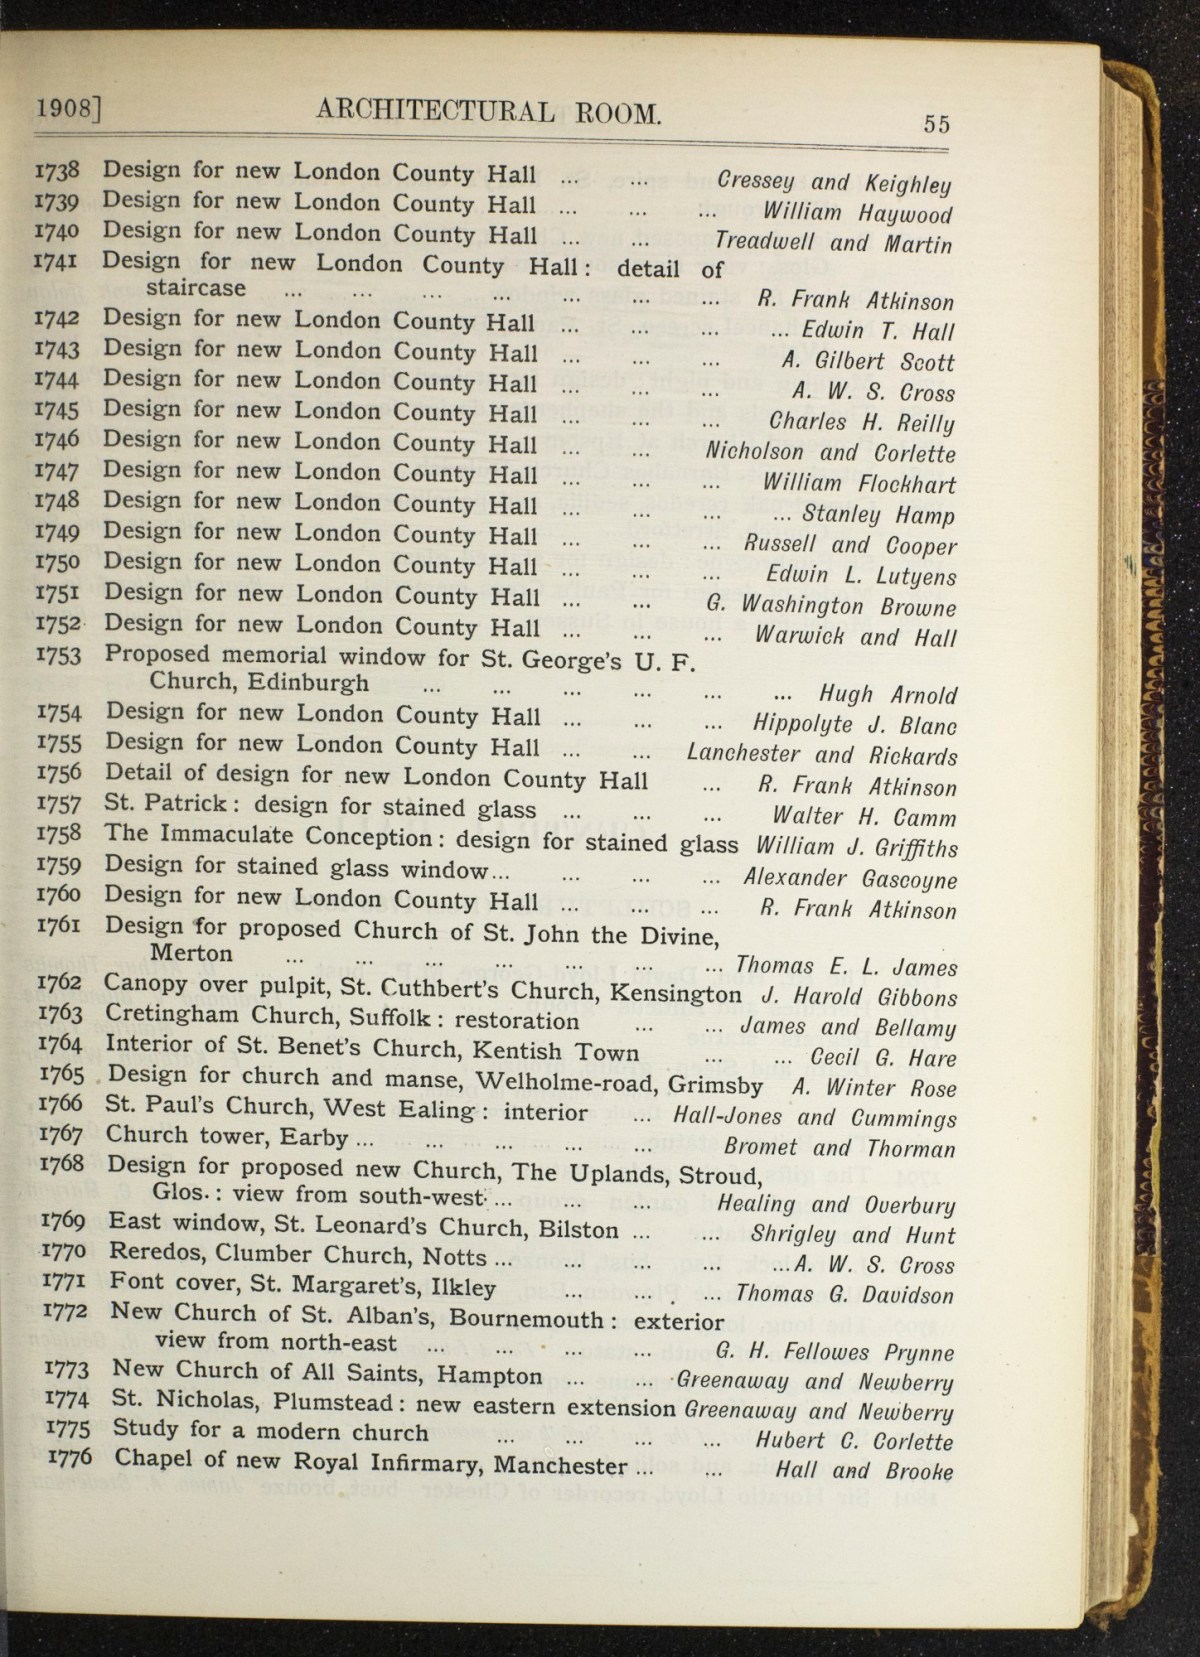 1908] ARCHITECTURAL ROOM. 55
1738 Design for new London County Hall ... ... Cressey and Keighley
1739 Design for new London County Hall ... ... ... William Haywood
1740 Design for new London County Hall ... ... Treadwell and Martin
1741 Design for new London County Hall : detail of
staircase ... ... ... ... ... ... ... R. Frank Atkinson
1742 Design for new London County Hall ... ... ... ... Edwin T. Hall
1743 Design for new London County Hall ... ... ... A. Gilbert Scott
1744 Design for new London County Hall ... ... ... A. W. S. Cross
1745 Design for new London County Hall ... ... ... Charles H. Reilly
1746 Design for new London County Hall ... ... Nicholson and Corlette
1747 Design for new London County Hall ... ... ... William Flockhart
1748 Design for new London County Hall ... ... ... ... Stanley Hamp
1749 Design for new London County Hall ... ... ... Russell and Cooper
1750 Design for new London County Hall ... ... ... Edwin L. Lutyens
1751 Design for new London County Hall ... ... G. Washington Browne
1752 Design for new London County Hall ... ... ... Warwick and Hall
1753 Proposed memorial window for St. George's U. F.
Church, Edinburgh ... ... ... ... ... ... Hugh Arnold
1754 Design for new London County Hall ... ... ... Hippolyte J. Blanc
1755 Design for new London County Hall ... ... Lanchester and Rickards
1756 Detail of design for new London County Hall ... R. Frank Atkinson
1757 St. Patrick : design for stained glass ... ... ... Walter H. Camm
1758 The Immaculate Conception : design for stained glass William J. Griffiths
1759 Design for stained glass window... ... ... ... Alexander Gascoyne
1760 Design for new London County Hall ... ... ... R. Frank Atkinson
1761 Design for proposed Church of St. John the Divine,
Merton ... ... ... ... ... ... ... Thomas E. L. James
1762 Canopy over pulpit, St. Cuthbert's Church, Kensington J. Harold Gibbons
1763 Cretingham Church, Suffolk : restoration ... ... James and Bellamy
1764 Interior of St. Benet's Church, Kentish Town ... ... Cecil G. Hare
1765 Design for church and manse, Welholme-road, Grimsby A. Winter Rose
1766 St. Paul's Church, West Ealing : interior ... Hall-Jones and Cummings
1767 Church tower, Earby ... ... ... ... ... Bromet and Thorman
1768 Design for proposed new Church, The Uplands, Stroud,
Glos. : view from south-west ... ... ... Healing and Overbury
1769 East window, St. Leonard's Church, Bilston ... ... Shrigley and Hunt
1770 Reredos, Clumber Church, Notts ... ... ... ... ... A. W. S. Cross
1771 Font cover, St. Margaret's, Ilkley ... ... ... Thomas G. Davidson
1772 New Church of St. Alban's, Bournemouth : exterior
view from north-east ... ... ... ... G. H. Fellowes Prynne
1773 New Church of All Saints, Hampton ... ... Greenaway and Newberry
1774 St. Nicholas, Plumstead : new eastern extension Greenaway and Newberry
1775 Study for a modern church ... ... ... ... Hubert C. Corlette
1776 Chapel of new Royal Infirmary, Manchester ... ... Hall and Brooke